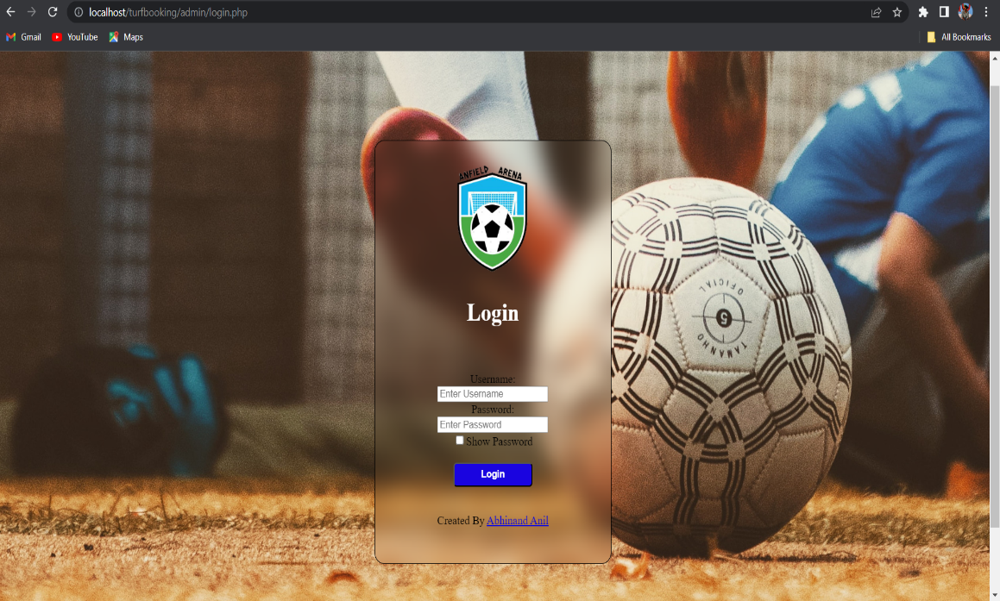 localhost/turfbooking/admin/login.php
Gmail YouTube Maps All Bookmarks
ANFIELD ARENA
Login
Username:
Enter Username
Password:
Enter Password
Show Password
Login
Created By Abhinand Anil
OFFICIAL
5
TAMANHO